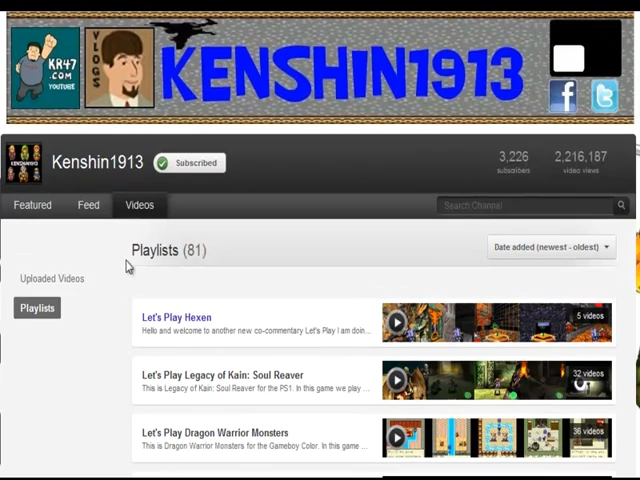 KR47
.COM
YOUTUBE
VLOGS
KENSHIN1913
Kenshin1913
Subscribed
3,226
subscribers
2,216,187
video views
Featured
Feed
Videos
Search Channel
Playlists (81)
Date added (newest - oldest)
Uploaded Videos
Playlists
Let's Play Hexen
Hello and welcome to another new co-commentary Let's Play I am doin...
5 videos
Let's Play Legacy of Kain: Soul Reaver
This is Legacy of Kain: Soul Reaver for the PS1. In this game we play ...
32 videos
Let's Play Dragon Warrior Monsters
This is Dragon Warrior Monsters for the Gameboy Color. In this game ...
36 videos